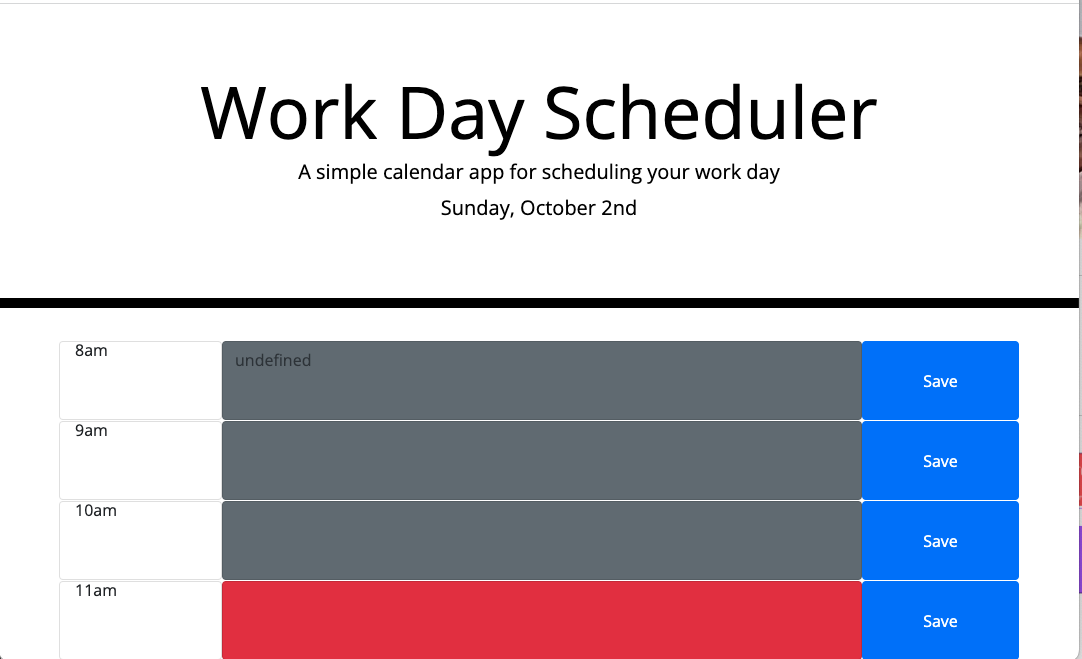 Work Day Scheduler
A simple calendar app for scheduling your work day
Sunday, October 2nd
8am
undefined
Save
9am
Save
10am
Save
11am
Save